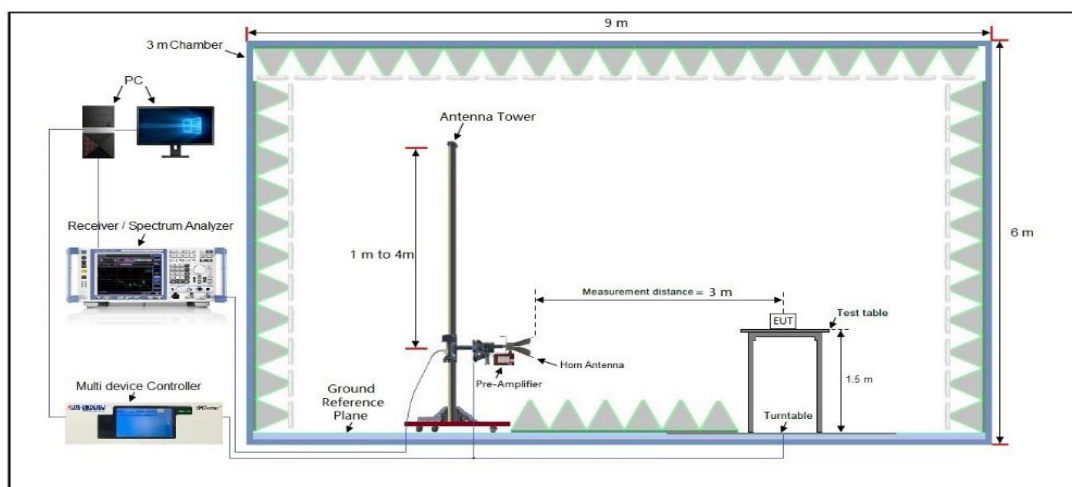 9 m
3 m Chamber
PC
Antenna Tower
Receiver / Spectrum Analyzer
1 m to 4m
6 m
Measurement distance = 3 m
EUT
Test table
Horn Antenna
Pre-Amplifier
1.5 m
Multi device Controller
Ground
Reference
Plane
Turntable